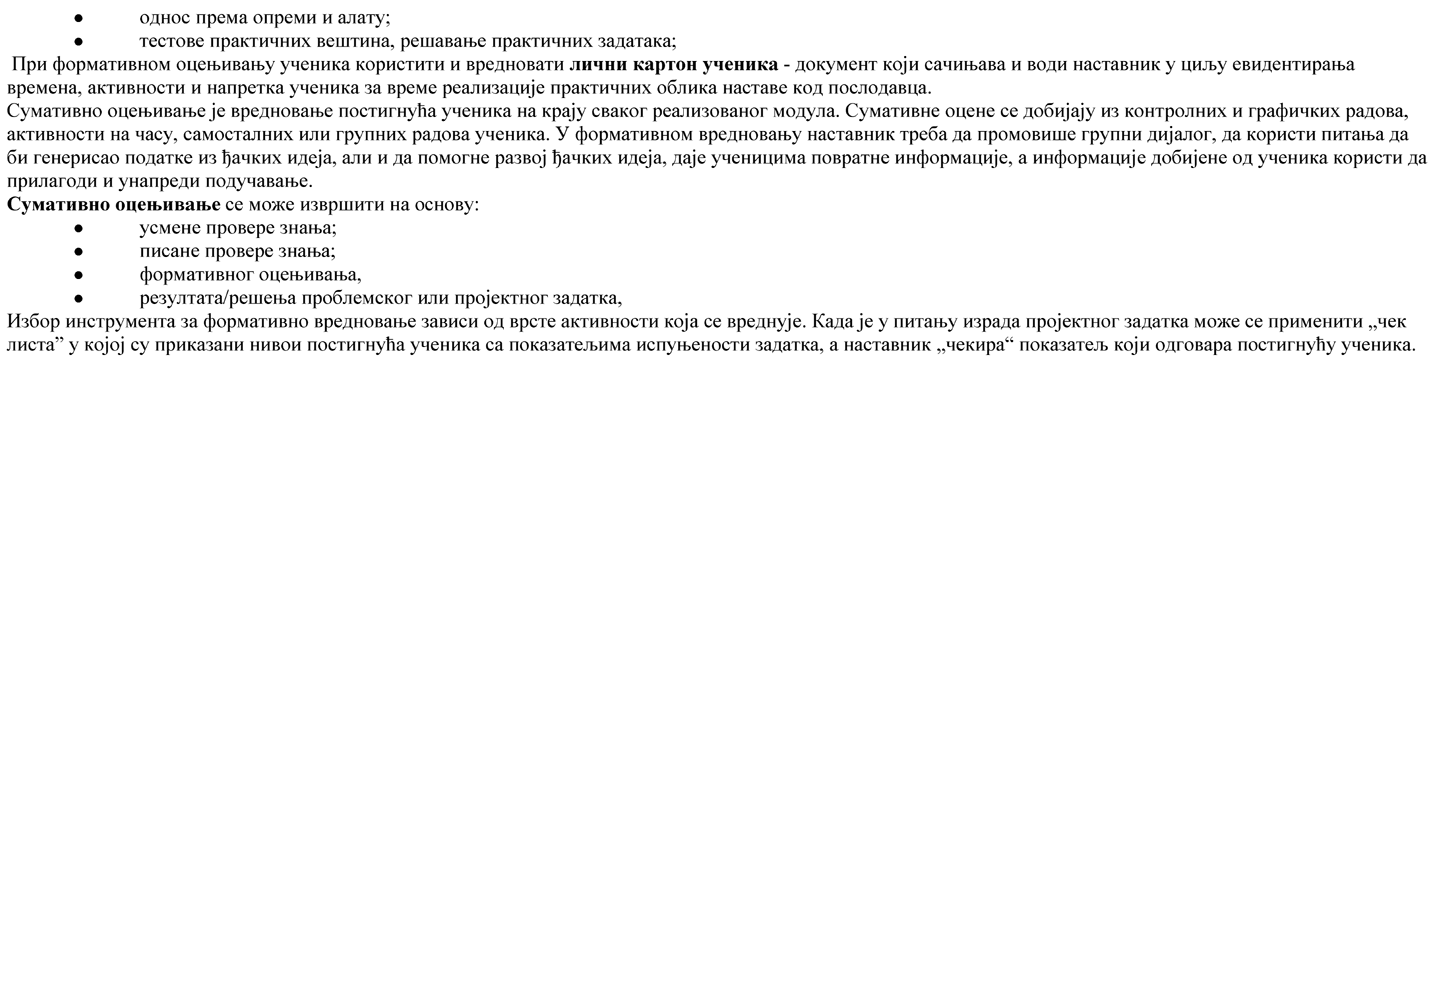 ● однос према опреми и алату;
● тестове практичних вештина, решавање практичних задатака;
При формативном оцењивању ученика користити и вредновати лични картон ученика - документ који сачињава и води наставник у циљу евидентирања
времена, активности и напретка ученика за време реализације практичних облика наставе код послодавца.
Сумативно оцењивање је вредновање постигнућа ученика на крају сваког реализованог модула. Сумативне оцене се добијају из контролних и графичких радова,
активности на часу, самосталних или групних радова ученика. У формативном вредновању наставник треба да промовише групни дијалог, да користи питања да
би генерисао податке из ђачких идеја, али и да помогне развој ђачких идеја, даје ученицима повратне информације, а информације добијене од ученика користи да
прилагоди и унапреди подучавање.
Сумативно оцењивање се може извршити на основу:
● усмене провере знања;
● писане провере знања;
● формативног оцењивања,
● резултата/решења проблемског или пројектног задатка,
Избор инструмента за формативно вредновање зависи од врсте активности која се вреднује. Када је у питању израда пројектног задатка може се применити „чек
листа” у којој су приказани нивои постигнућа ученика са показатељима испуњености задатка, а наставник „чекира“ показатељ који одговара постигнућу ученика.